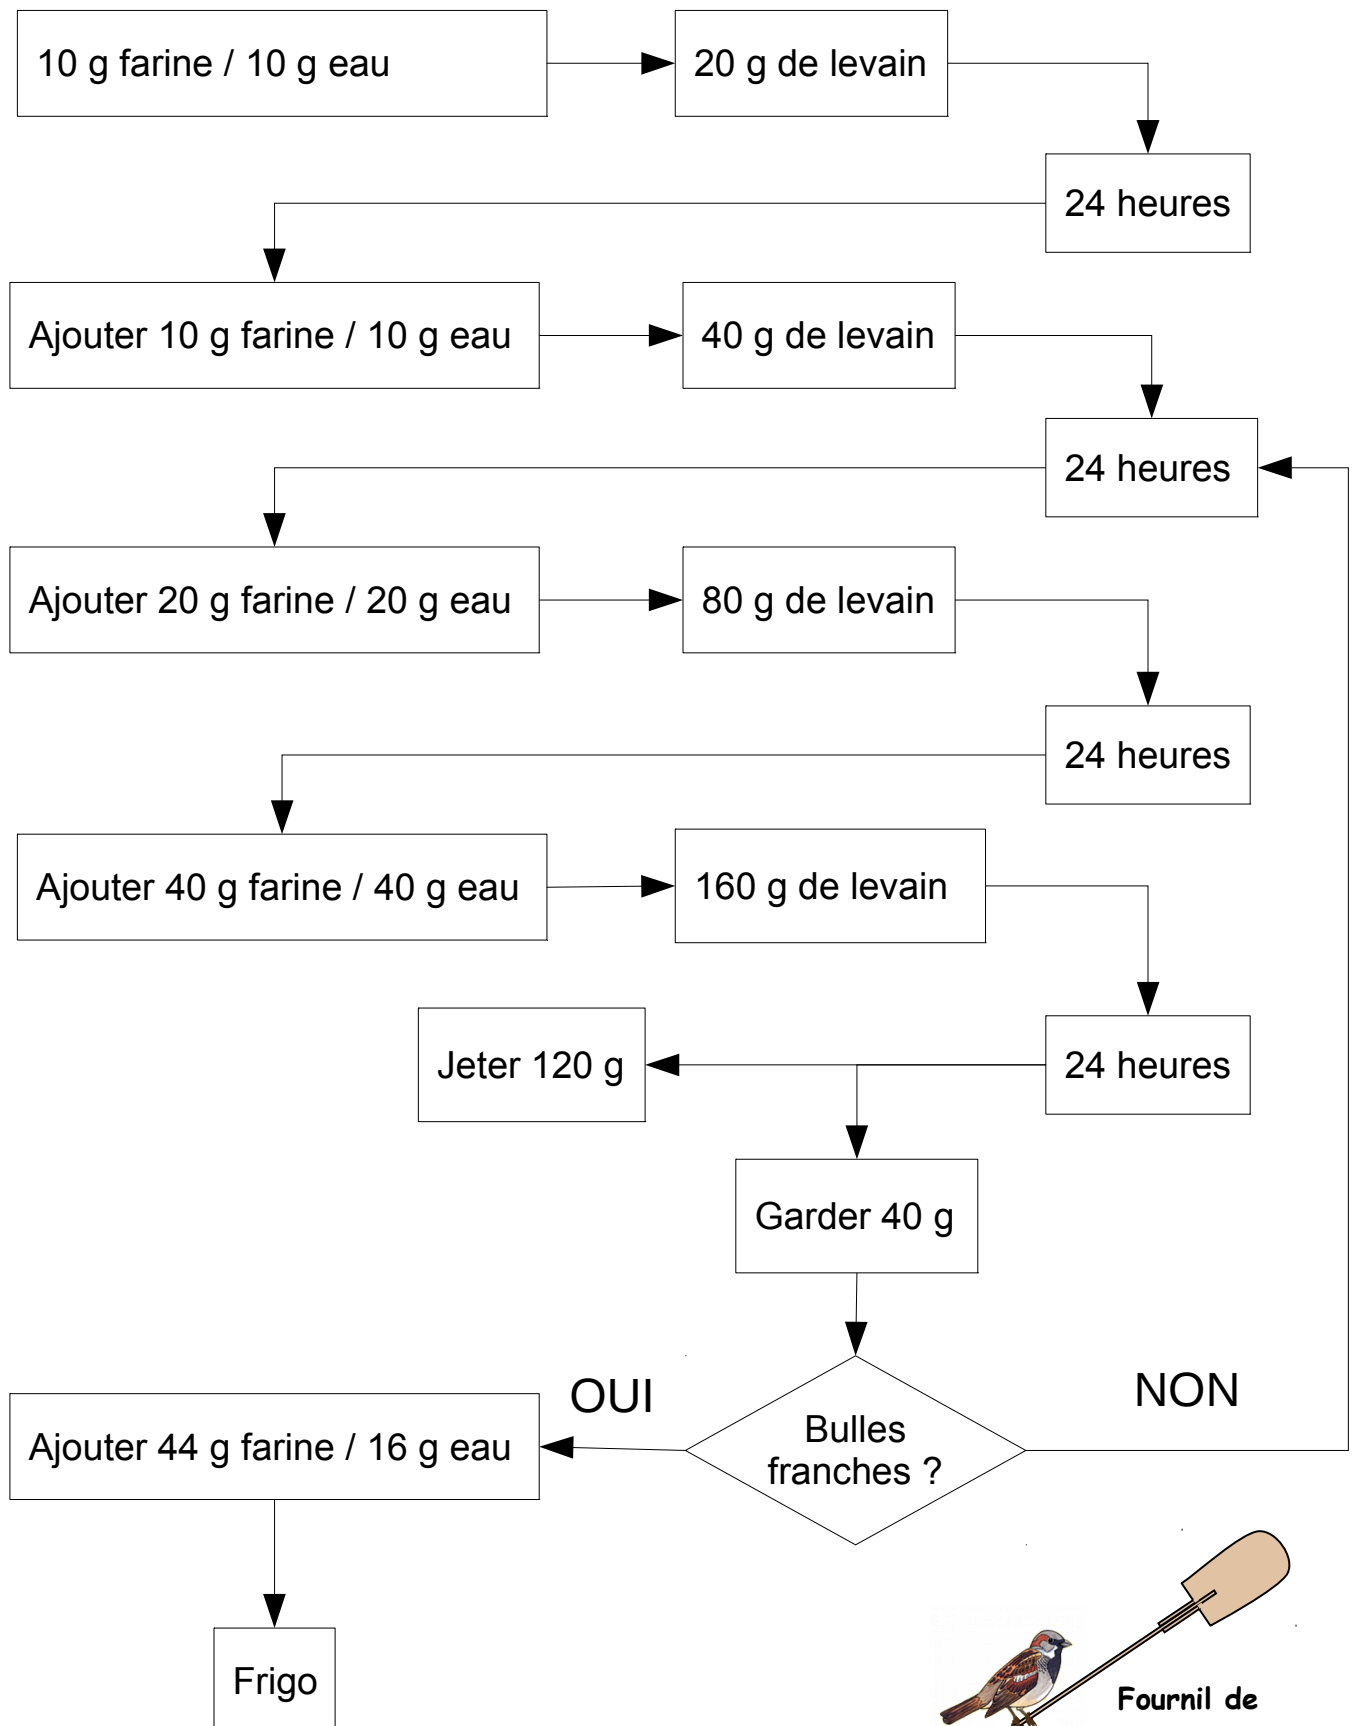 10 g farine / 10 g eau
20 g de levain
24 heures
Ajouter 10 g farine / 10 g eau
40 g de levain
24 heures
Ajouter 20 g farine / 20 g eau
80 g de levain
24 heures
Ajouter 40 g farine / 40 g eau
160 g de levain
24 heures
Jeter 120 g
Garder 40 g
Bulles
franches ?
OUI
NON
Ajouter 44 g farine / 16 g eau
Frigo
Fournil de